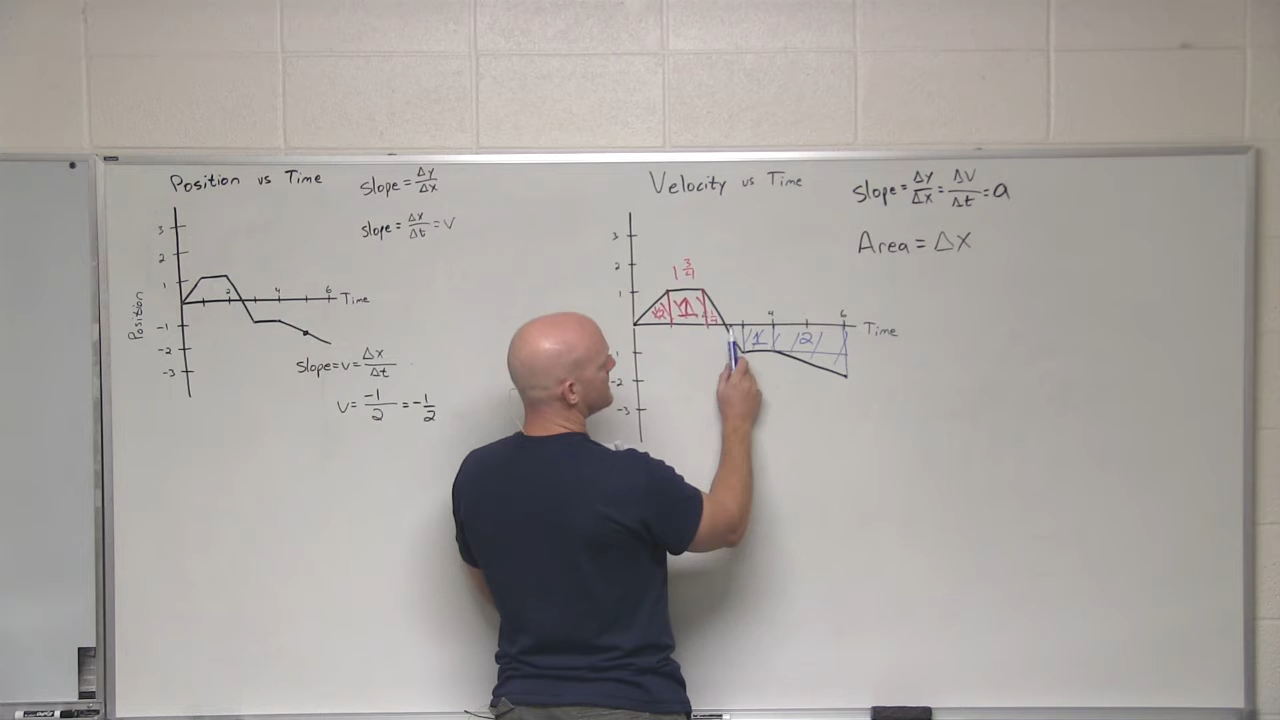 Position vs Time
slope = Δy/Δx
slope = Δx/Δt = v
3
2
1
-1
-2
-3
Position
2
4
6
Time
slope = v = Δx/Δt
v = -1/2 = -1/2
Velocity vs Time
slope = Δy/Δx = Δv/Δt = a
Area = Δx
3
2
1
-1
-2
-3
1 3/4
1/2
1
1/4
1
2
4
6
Time